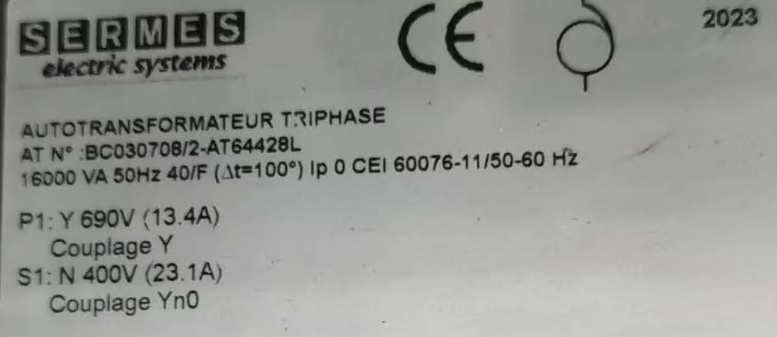 SERMES
electric systems
CE
2023
AUTOTRANSFORMATEUR TRIPHASE
AT N° :BC030708/2-AT64428L
16000 VA 50Hz 40/F (Δt=100°) Ip 0 CEI 60076-11/50-60 Hz
P1: Y 690V (13.4A)
Couplage Y
S1: N 400V (23.1A)
Couplage Yn0